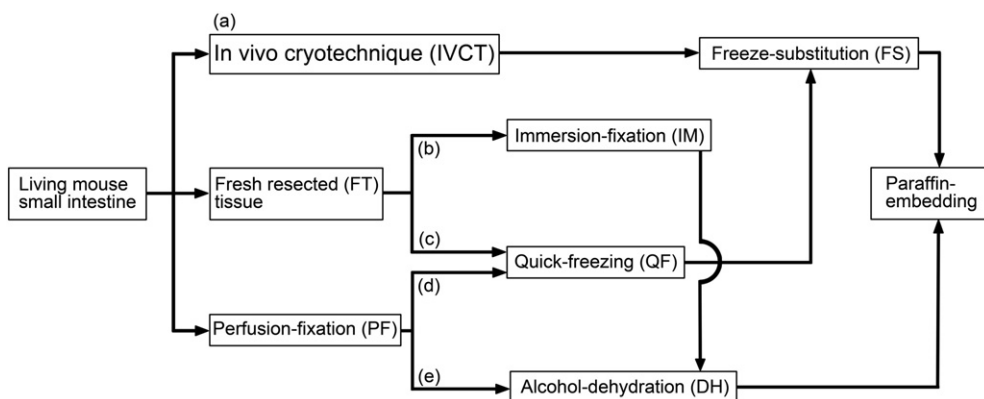 (a)
In vivo cryotechnique (IVCT)
Freeze-substitution (FS)
(b)
Immersion-fixation (IM)
Living mouse
small intestine
Fresh resected (FT)
tissue
Paraffin-
embedding
(c)
Quick-freezing (QF)
(d)
Perfusion-fixation (PF)
(e)
Alcohol-dehydration (DH)